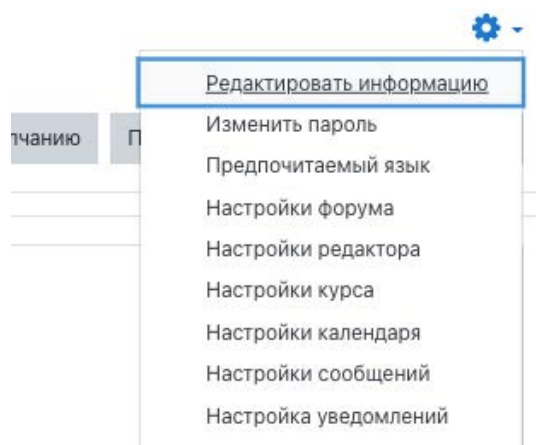 Редактировать информацию
Изменить пароль
Предпочитаемый язык
Настройки форума
Настройки редактора
Настройки курса
Настройки календаря
Настройки сообщений
Настройка уведомлений